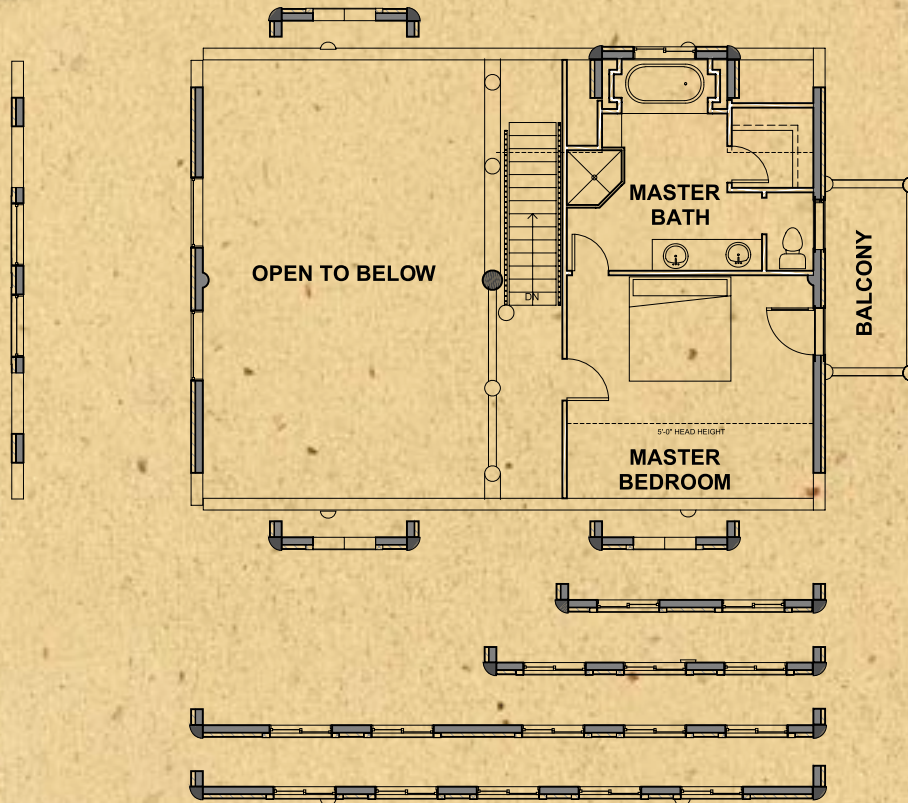 MASTER
BATH
OPEN TO BELOW
BALCONY
DN
5'-0" HEAD HEIGHT
MASTER
BEDROOM